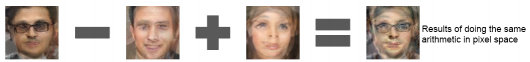 Results of doing the same
arithmetic in pixel space